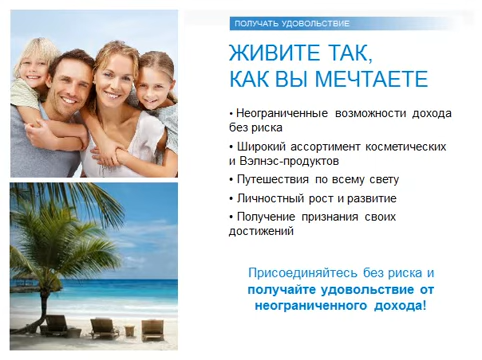 ПОЛУЧАТЬ УДОВОЛЬСТВИЕ
ЖИВИТЕ ТАК,
КАК ВЫ МЕЧТАЕТЕ
• Неограниченные возможности дохода
без риска
• Широкий ассортимент косметических
и Вэлнэс-продуктов
• Путешествия по всему свету
• Личностный рост и развитие
• Получение признания своих
достижений
Присоединяйтесь без риска и
получайте удовольствие от
неограниченного дохода!